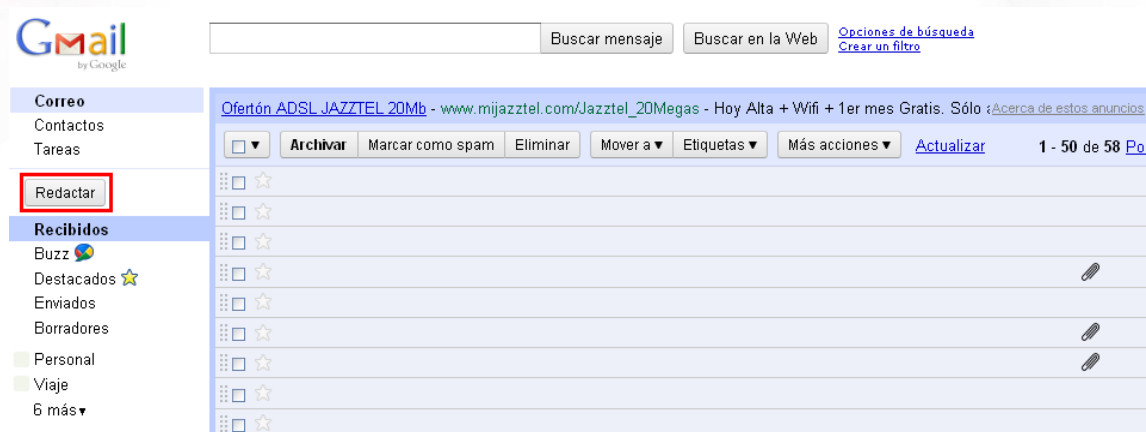 Gmail
by Google
Buscar mensaje
Buscar en la Web
Opciones de búsqueda
Crear un filtro
Correo
Contactos
Tareas
Redactar
Recibidos
Buzz
Destacados
Enviados
Borradores
Personal
Viaje
6 más
Ofertón ADSL JAZZTEL 20Mb - www.mijazztel.com/Jazztel_20Megas - Hoy Alta + Wifi + 1er mes Gratis. Sólo
Acerca de estos anuncios
Archivar Marcar como spam Eliminar Mover a Etiquetas Más acciones Actualizar 1 - 50 de 58 Po